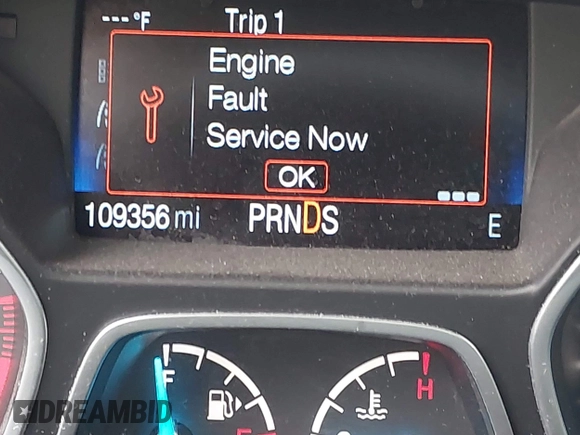 ---°F Trip 1
Engine
Fault
Service Now
OK
109356 mi PRNDS E
F H
DREAMBID